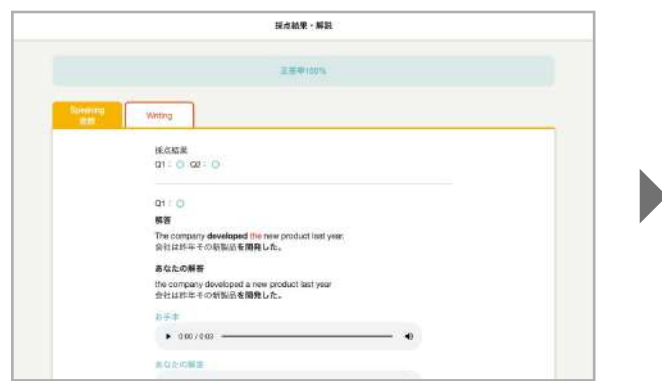 採点結果・解説
正答率100%
Speaking
Writing
採点結果
Q1：○ Q2：○
Q1：○
解答
The company developed the new product last year.
会社は昨年その新製品を開発した。
あなたの解答
the company developed a new product last year
会社は昨年その新製品を開発した。
お手本
0:00 / 0:03
あなたの解答